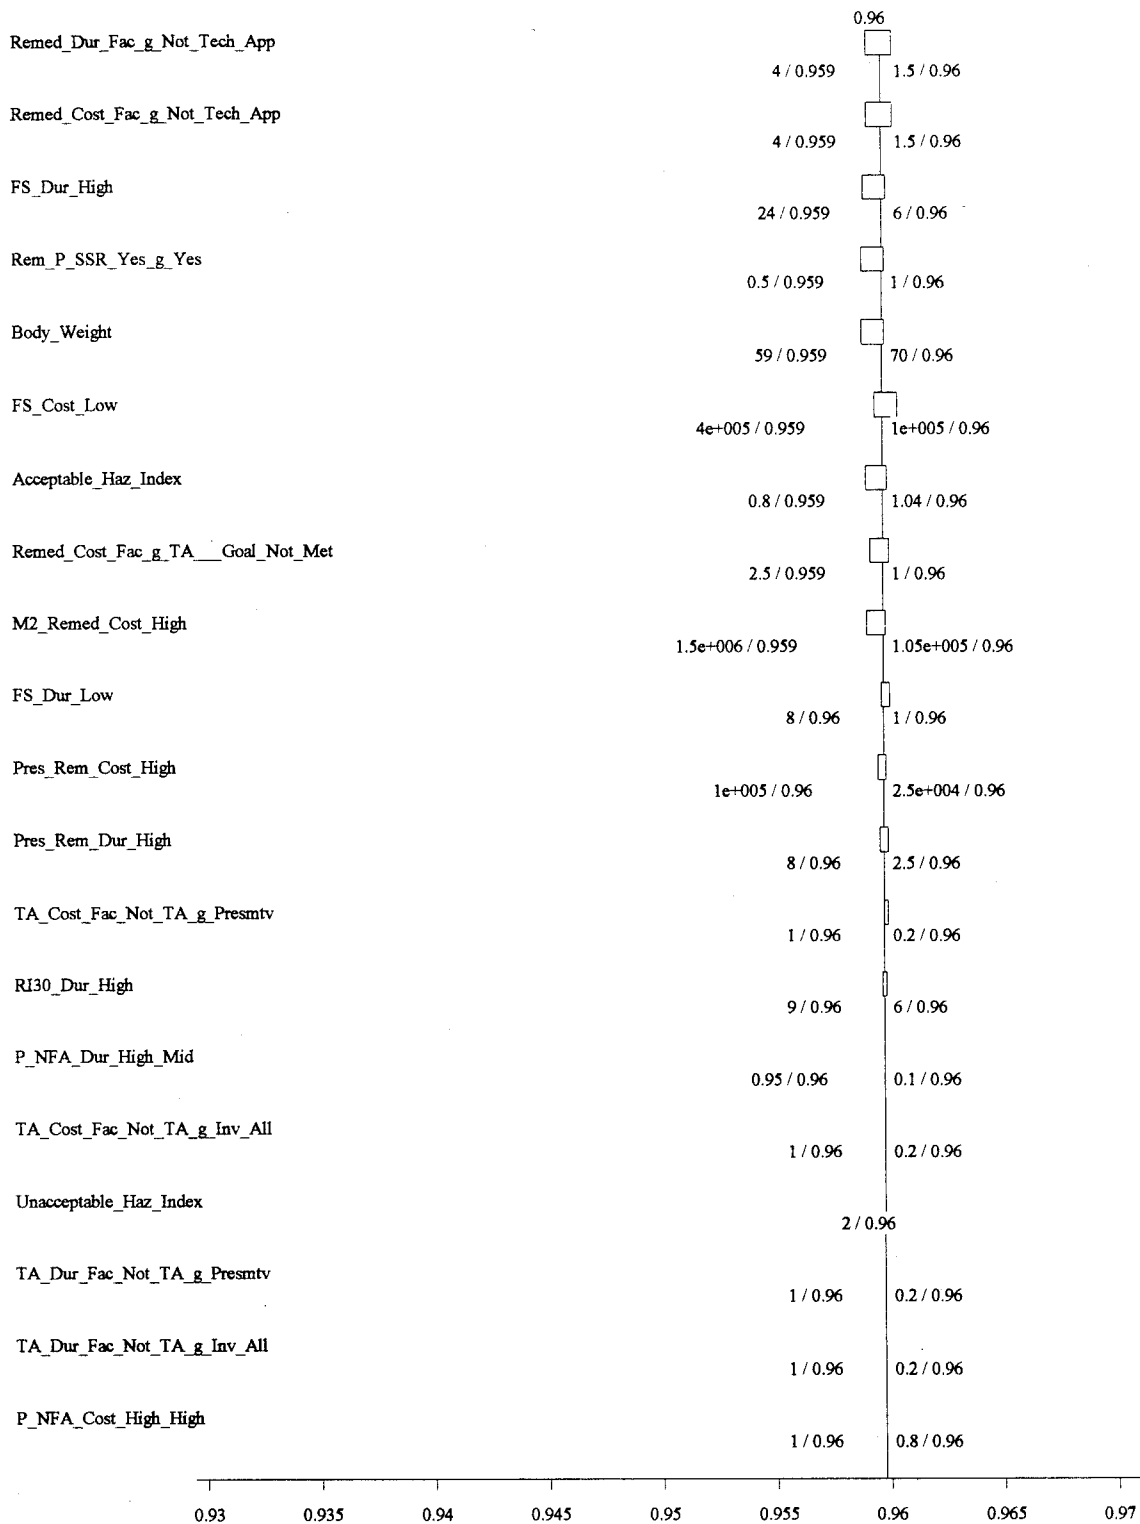 0.96
Remed_Dur_Fac_g_Not_Tech_App
4 / 0.959 1.5 / 0.96
Remed_Cost_Fac_g_Not_Tech_App
4 / 0.959 1.5 / 0.96
FS_Dur_High
24 / 0.959 6 / 0.96
Rem_P_SSR_Yes_g_Yes
0.5 / 0.959 1 / 0.96
Body_Weight
59 / 0.959 70 / 0.96
FS_Cost_Low
4e+005 / 0.959 1e+005 / 0.96
Acceptable_Haz_Index
0.8 / 0.959 1.04 / 0.96
Remed_Cost_Fac_g_TA___Goal_Not_Met
2.5 / 0.959 1 / 0.96
M2_Remed_Cost_High
1.5e+006 / 0.959 1.05e+005 / 0.96
FS_Dur_Low
8 / 0.96 1 / 0.96
Pres_Rem_Cost_High
1e+005 / 0.96 2.5e+004 / 0.96
Pres_Rem_Dur_High
8 / 0.96 2.5 / 0.96
TA_Cost_Fac_Not_TA_g_Presmtv
1 / 0.96 0.2 / 0.96
RI30_Dur_High
9 / 0.96 6 / 0.96
P_NFA_Dur_High_Mid
0.95 / 0.96 0.1 / 0.96
TA_Cost_Fac_Not_TA_g_Inv_All
1 / 0.96 0.2 / 0.96
Unacceptable_Haz_Index
2 / 0.96
TA_Dur_Fac_Not_TA_g_Presmtv
1 / 0.96 0.2 / 0.96
TA_Dur_Fac_Not_TA_g_Inv_All
1 / 0.96 0.2 / 0.96
P_NFA_Cost_High_High
1 / 0.96 0.8 / 0.96
0.93 0.935 0.94 0.945 0.95 0.955 0.96 0.965 0.97